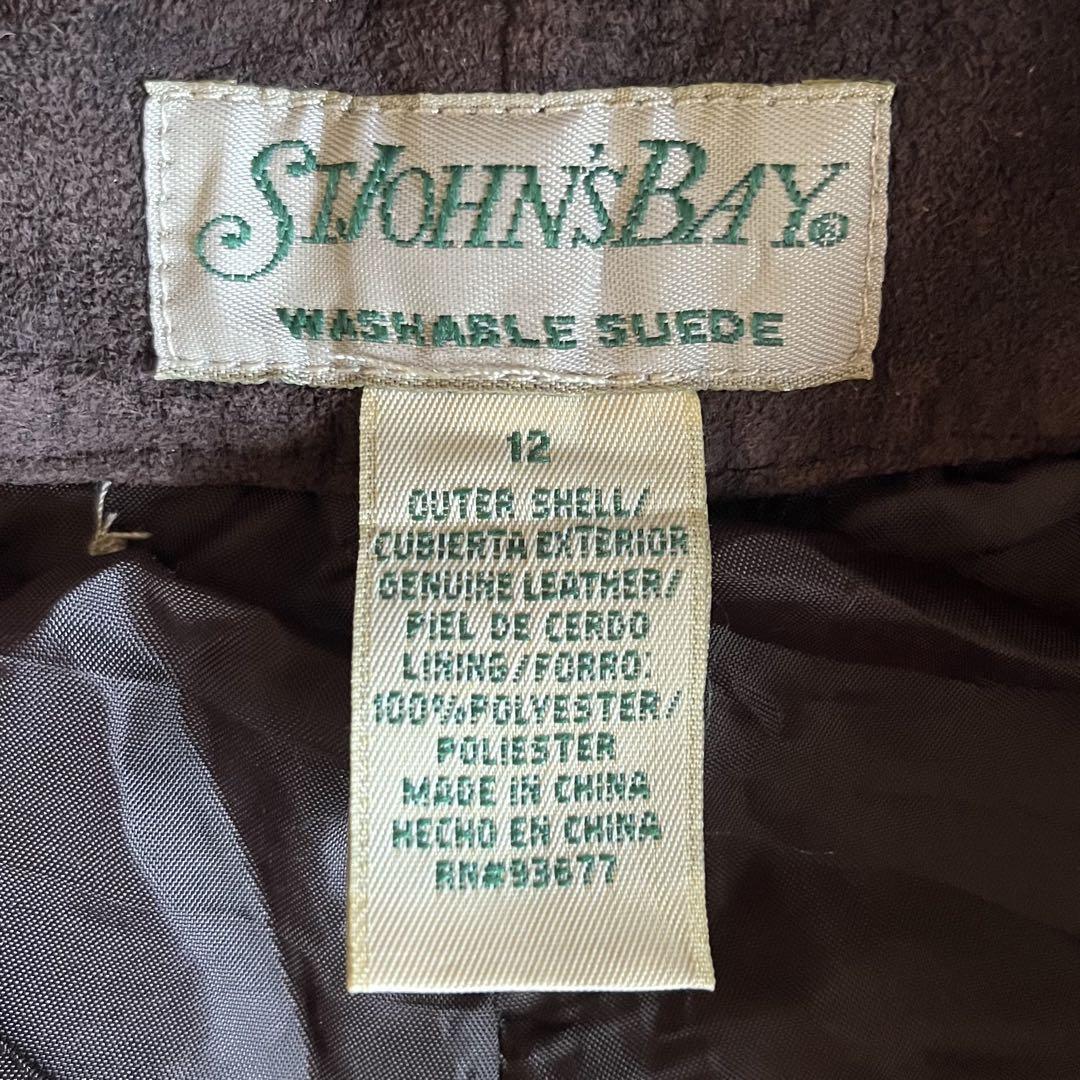 ST. JOHN'S BAY®
WASHABLE SUEDE
12
OUTER SHELL/
CUBIERTA EXTERIOR
GENUINE LEATHER/
PIEL DE CERDO
LINING/FORRO:
100% POLYESTER/
POLIESTER
MADE IN CHINA
HECHO EN CHINA
RN#93677